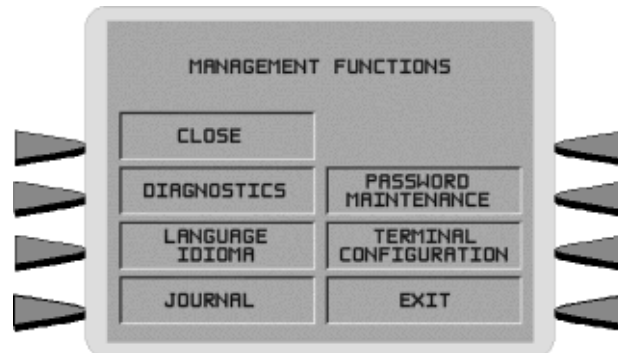 MANAGEMENT FUNCTIONS
CLOSE
DIAGNOSTICS
PASSWORD
MAINTENANCE
LANGUAGE
IDIOMA
TERMINAL
CONFIGURATION
JOURNAL
EXIT